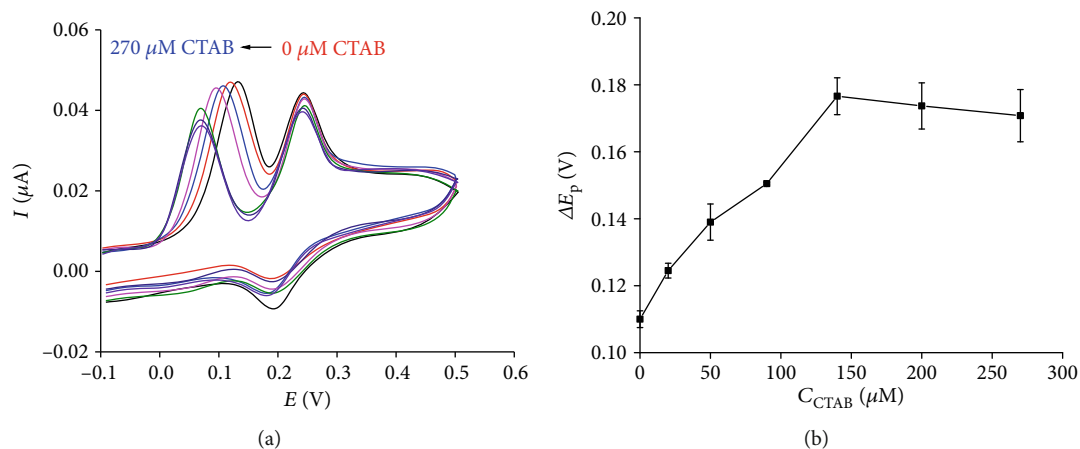 0.06
270 μM CTAB 0 μM CTAB
0.04
0.02
0.00
–0.02
I (μA)
–0.1 0.0 0.1 0.2 0.3 0.4 0.5 0.6
E (V)
(a)
0.20
0.18
0.16
0.14
0.12
0.10
ΔEp (V)
0 50 100 150 200 250 300
CCTAB (μM)
(b)